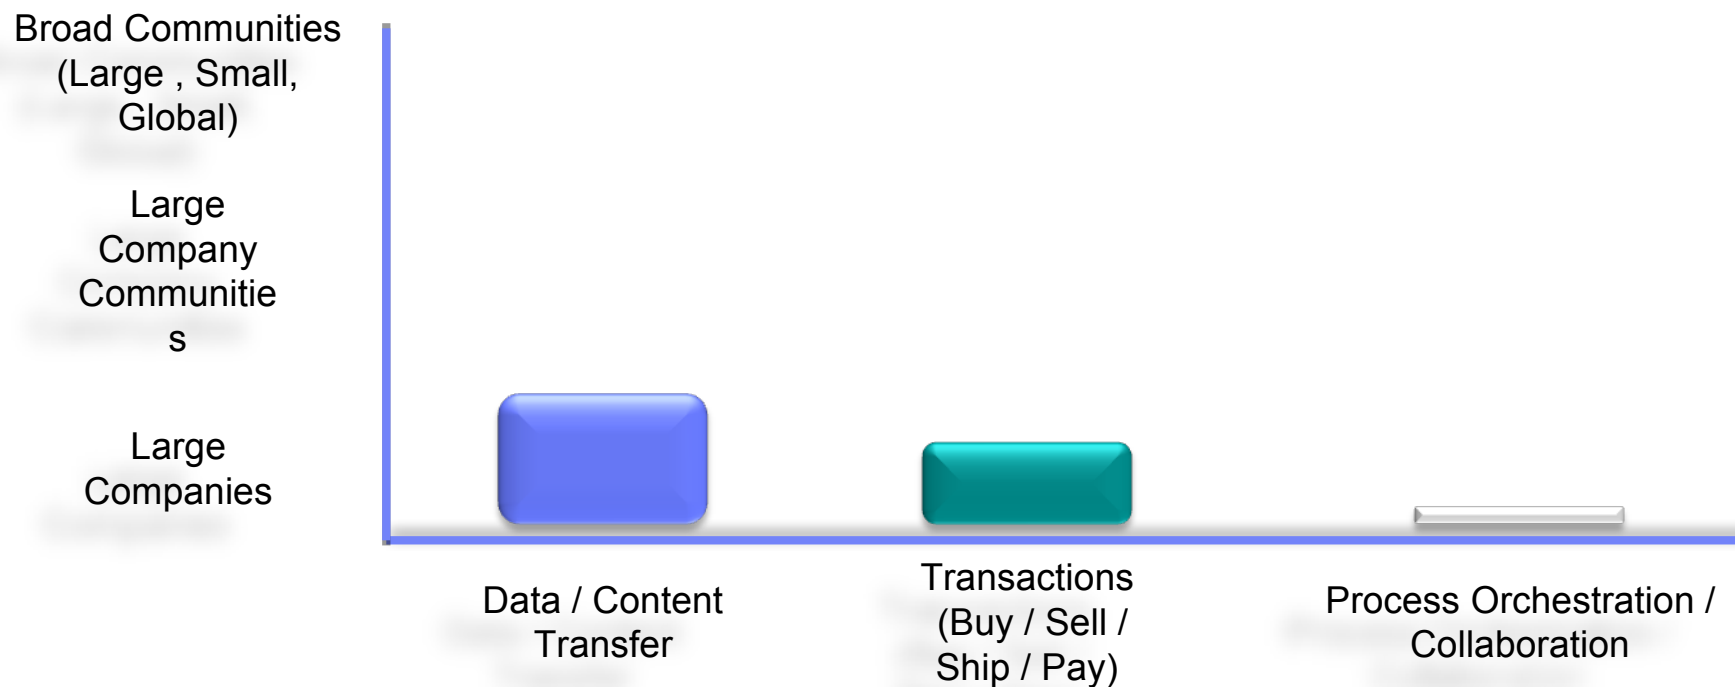 Broad Communities
(Large , Small,
Global)
Large
Company
Communitie
s
Large
Companies
Data / Content
Transfer
Transactions
(Buy / Sell /
Ship / Pay)
Process Orchestration /
Collaboration